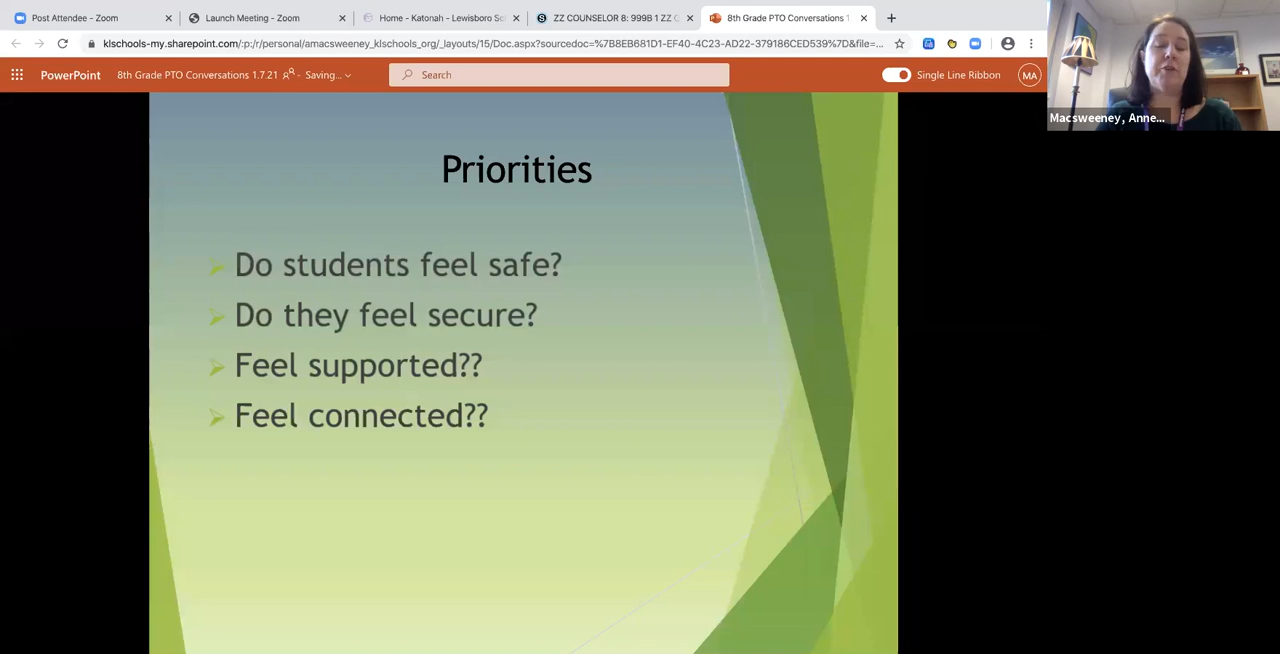 Post Attendee - Zoom
Launch Meeting - Zoom
Home - Katonah - Lewisboro Sc
ZZ COUNSELOR 8: 999B 1 ZZ C
8th Grade PTO Conversations 1
klschools-my.sharepoint.com/:p:/r/personal/amacsweeney_klschools_org/_layouts/15/Doc.aspx?sourcedoc=%7B8EB681D1-EF40-4C23-AD22-379186CED539%7D&file=...
PowerPoint
8th Grade PTO Conversations 1.7.21 - Saving...
Search
Single Line Ribbon
MA
Macsweeney, Anne...
Priorities
Do students feel safe?
Do they feel secure?
Feel supported??
Feel connected??